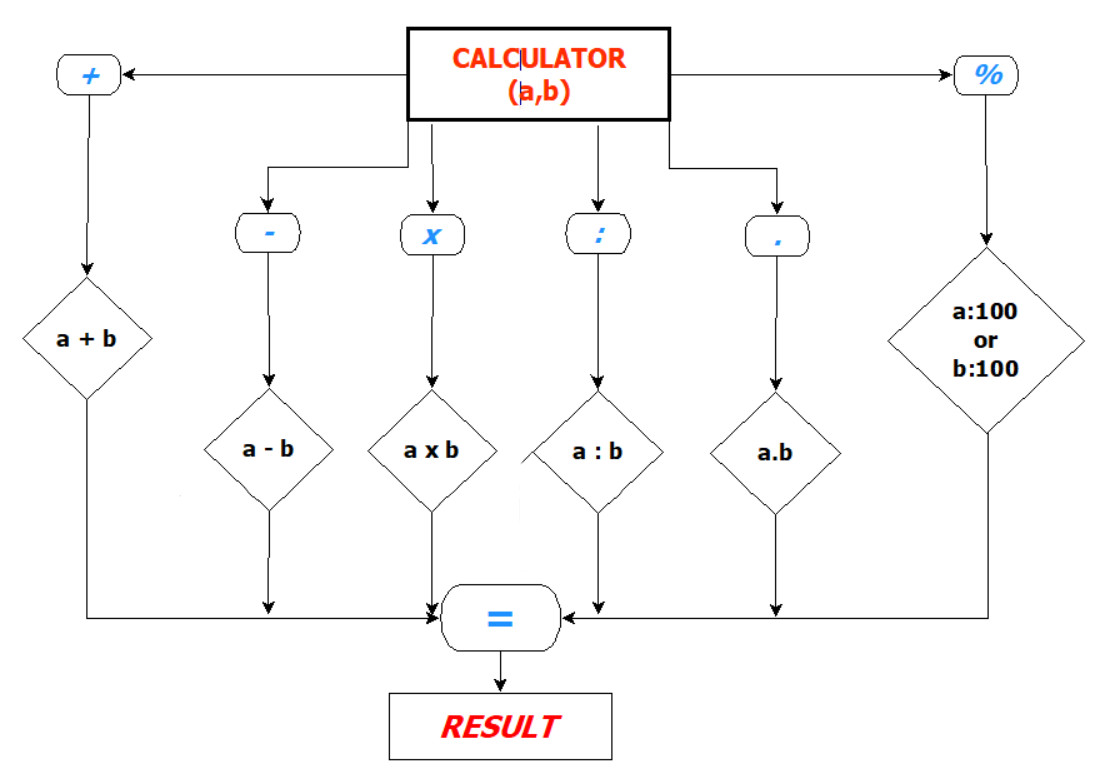 CALCULATOR
(a,b)
+
%
-
x
:
.
a + b
a:100
or
b:100
a - b
a x b
a : b
a.b
=
RESULT